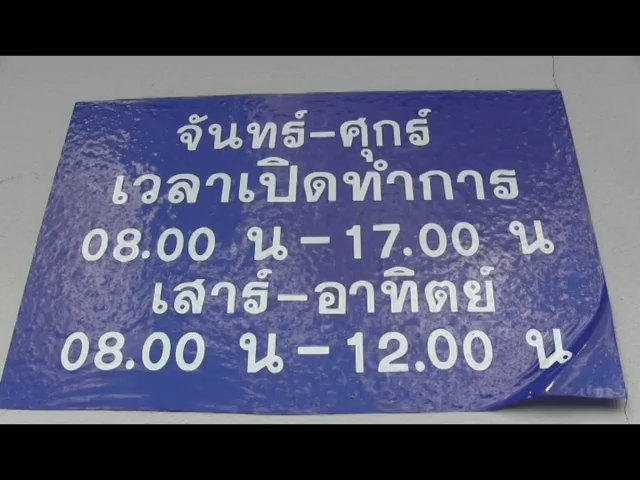 จันทร์-ศุกร์
เวลาเปิดทำการ
08.00 น - 17.00 น
เสาร์-อาทิตย์
08.00 น - 12.00 น